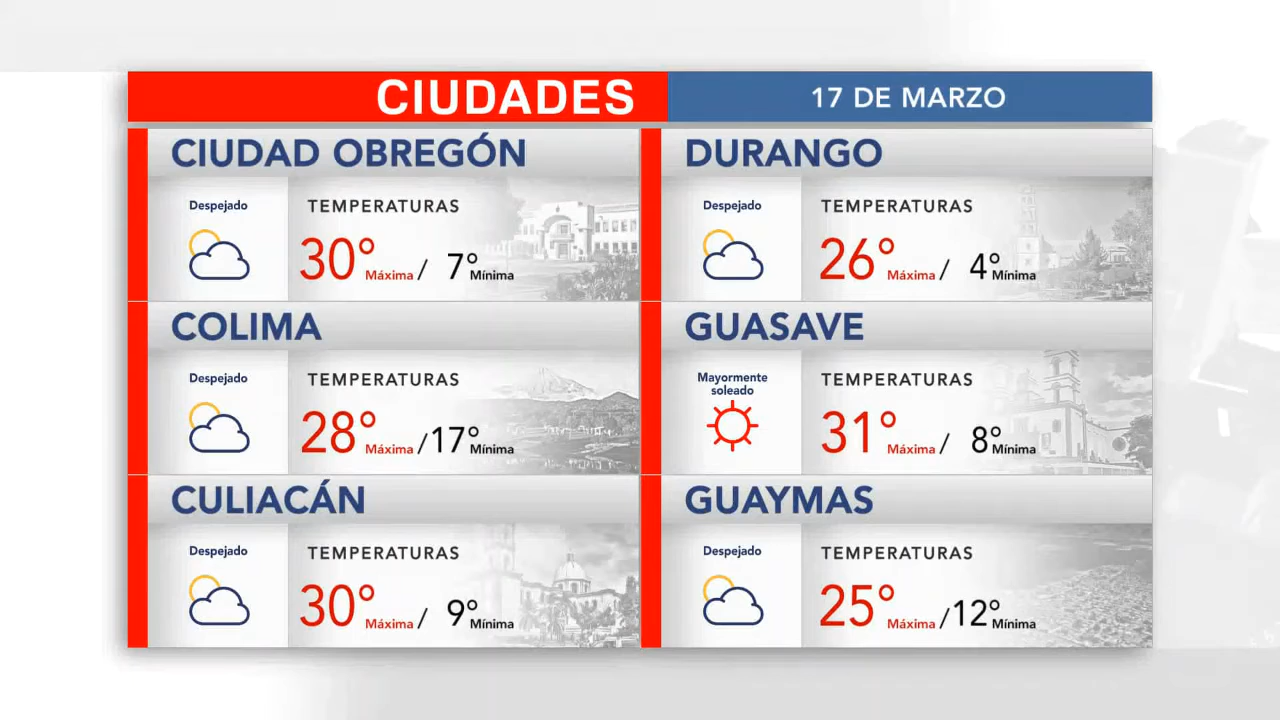 CIUDADES
17 DE MARZO
CIUDAD OBREGÓN
Despejado
TEMPERATURAS
30° Máxima / 7° Mínima
DURANGO
Despejado
TEMPERATURAS
26° Máxima / 4° Mínima
COLIMA
Despejado
TEMPERATURAS
28° Máxima /17° Mínima
GUASAVE
Mayormente
soleado
TEMPERATURAS
31° Máxima / 8° Mínima
CULIACÁN
Despejado
TEMPERATURAS
30° Máxima / 9° Mínima
GUAYMAS
Despejado
TEMPERATURAS
25° Máxima /12° Mínima